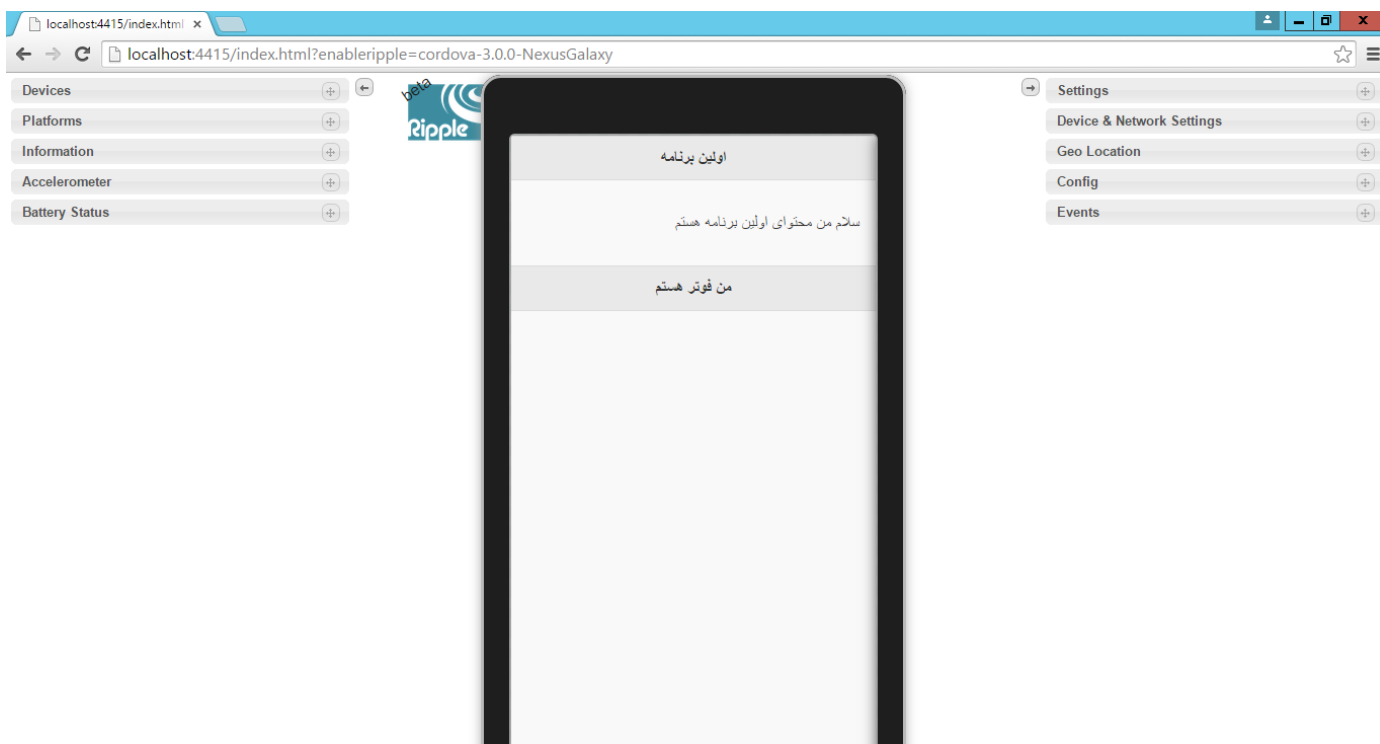 localhost:4415/index.html
localhost:4415/index.html?enableripple=cordova-3.0.0-NexusGalaxy
Devices
Platforms
Information
Accelerometer
Battery Status
beta
Ripple
اولین برنامه
سلام من محتوای اولین برنامه هستم
من فوتر هستم
Settings
Device & Network Settings
Geo Location
Config
Events